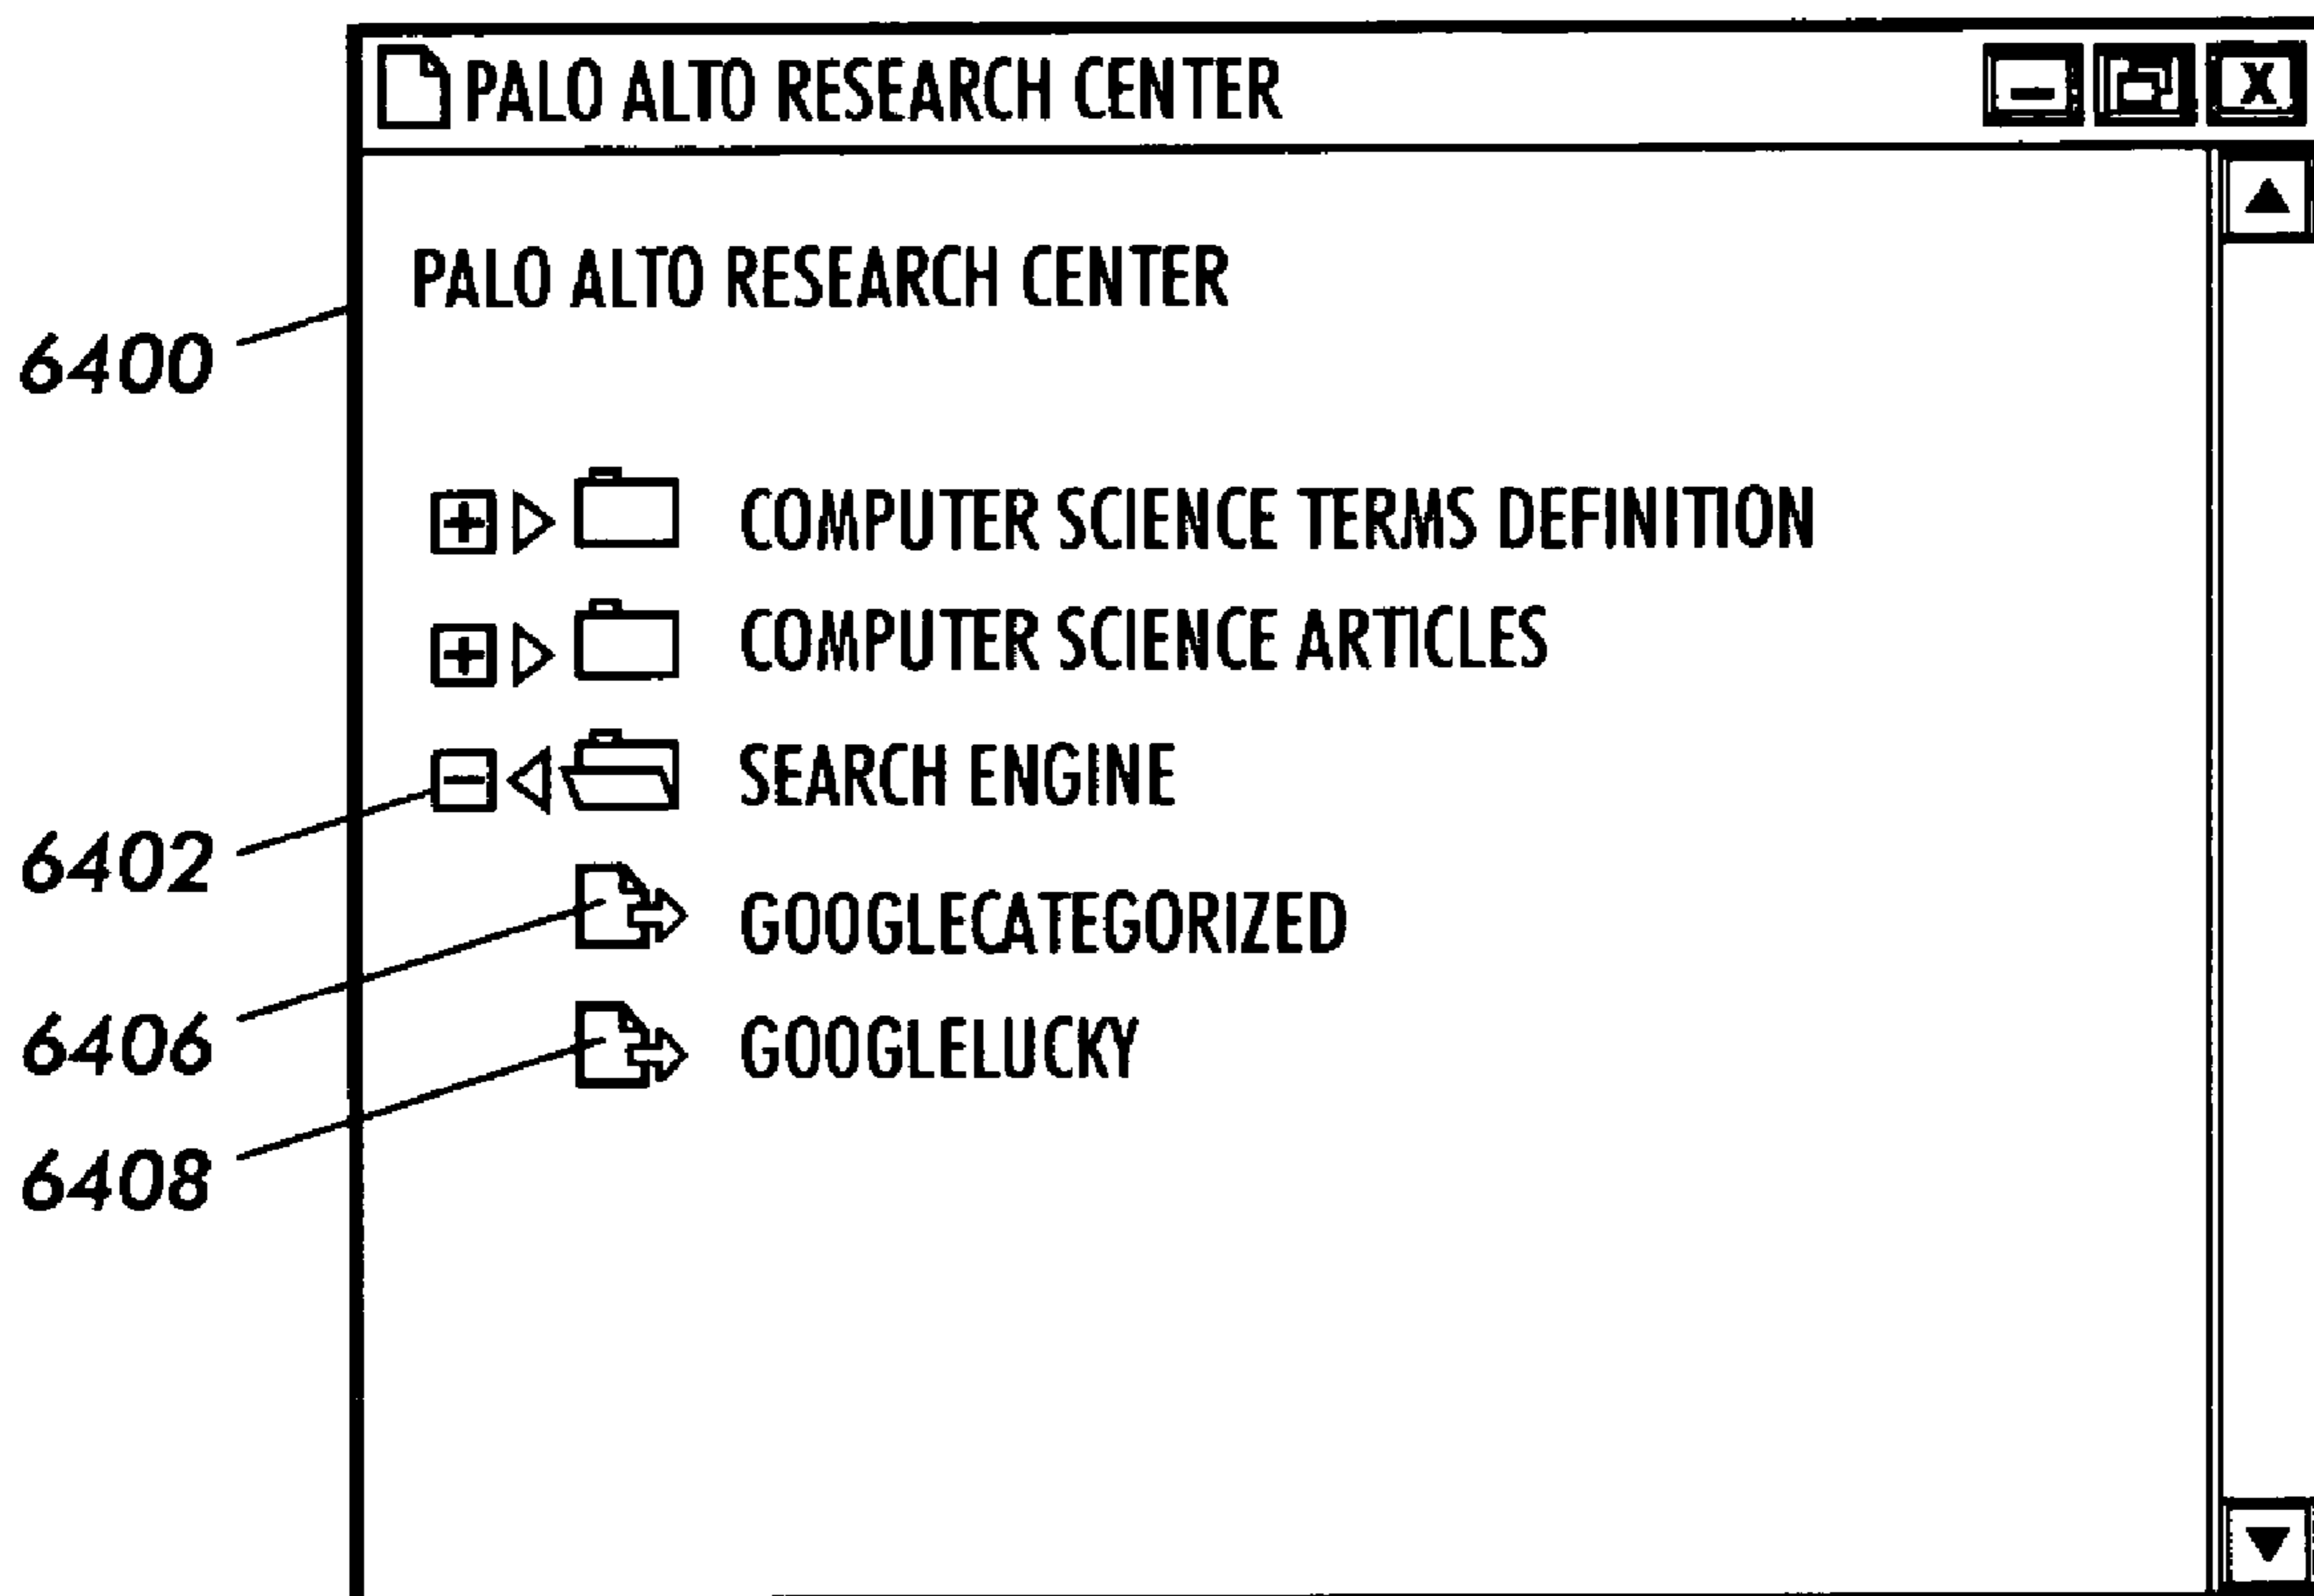 PALO ALTO RESEARCH CENTER X
PALO ALTO RESEARCH CENTER
6400
COMPUTER SCIENCE TERMS DEFINITION
COMPUTER SCIENCE ARTICLES
SEARCH ENGINE
6402
GOOGLECATEGORIZED
6406
GOOGLELUCKY
6408